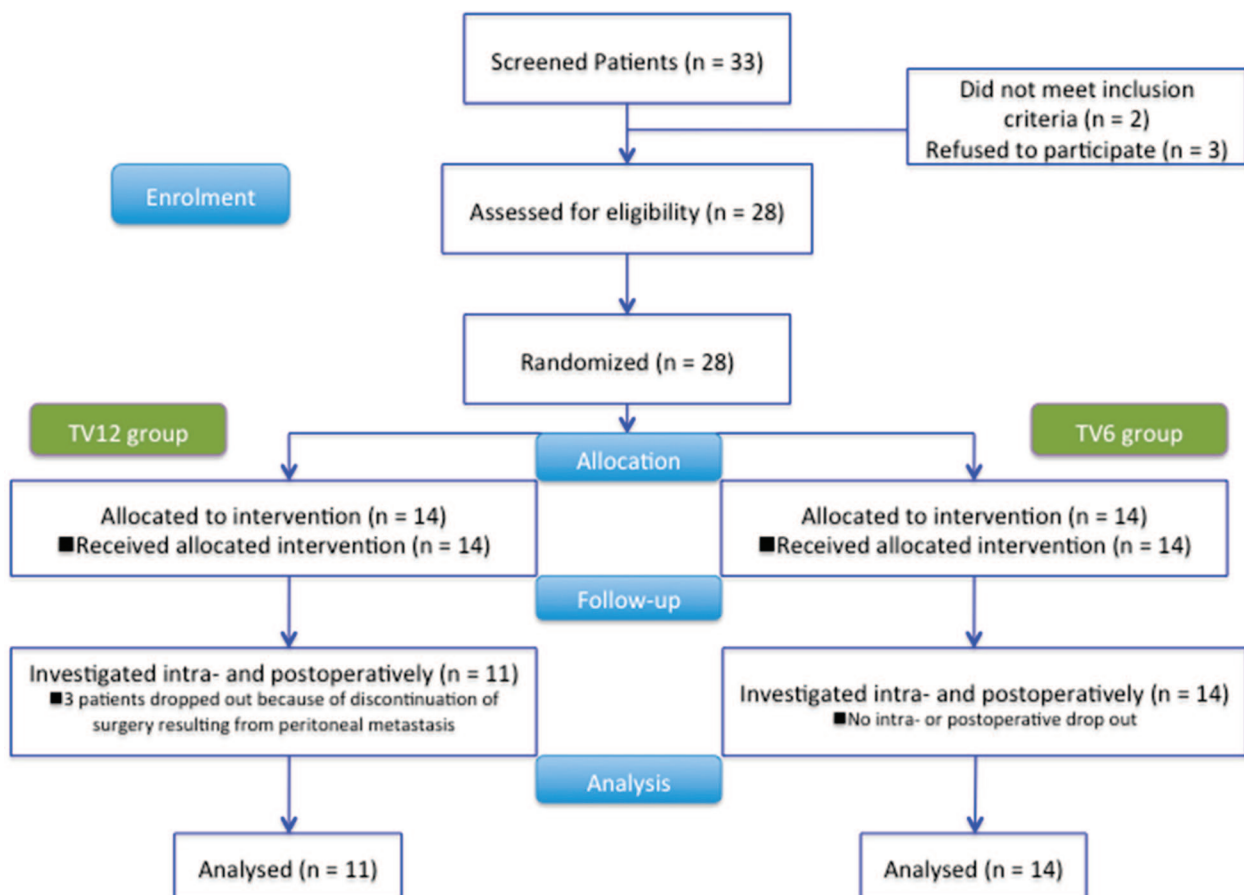 Screened Patients (n = 33)
Did not meet inclusion
criteria (n = 2)
Refused to participate (n = 3)
Enrolment
Assessed for eligibility (n = 28)
Randomized (n = 28)
TV12 group
TV6 group
Allocation
Allocated to intervention (n = 14)
■Received allocated intervention (n = 14)
Allocated to intervention (n = 14)
■Received allocated intervention (n = 14)
Follow-up
Investigated intra- and postoperatively (n = 11)
■3 patients dropped out because of discontinuation of
surgery resulting from peritoneal metastasis
Investigated intra- and postoperatively (n = 14)
■No intra- or postoperative drop out
Analysis
Analysed (n = 11)
Analysed (n = 14)